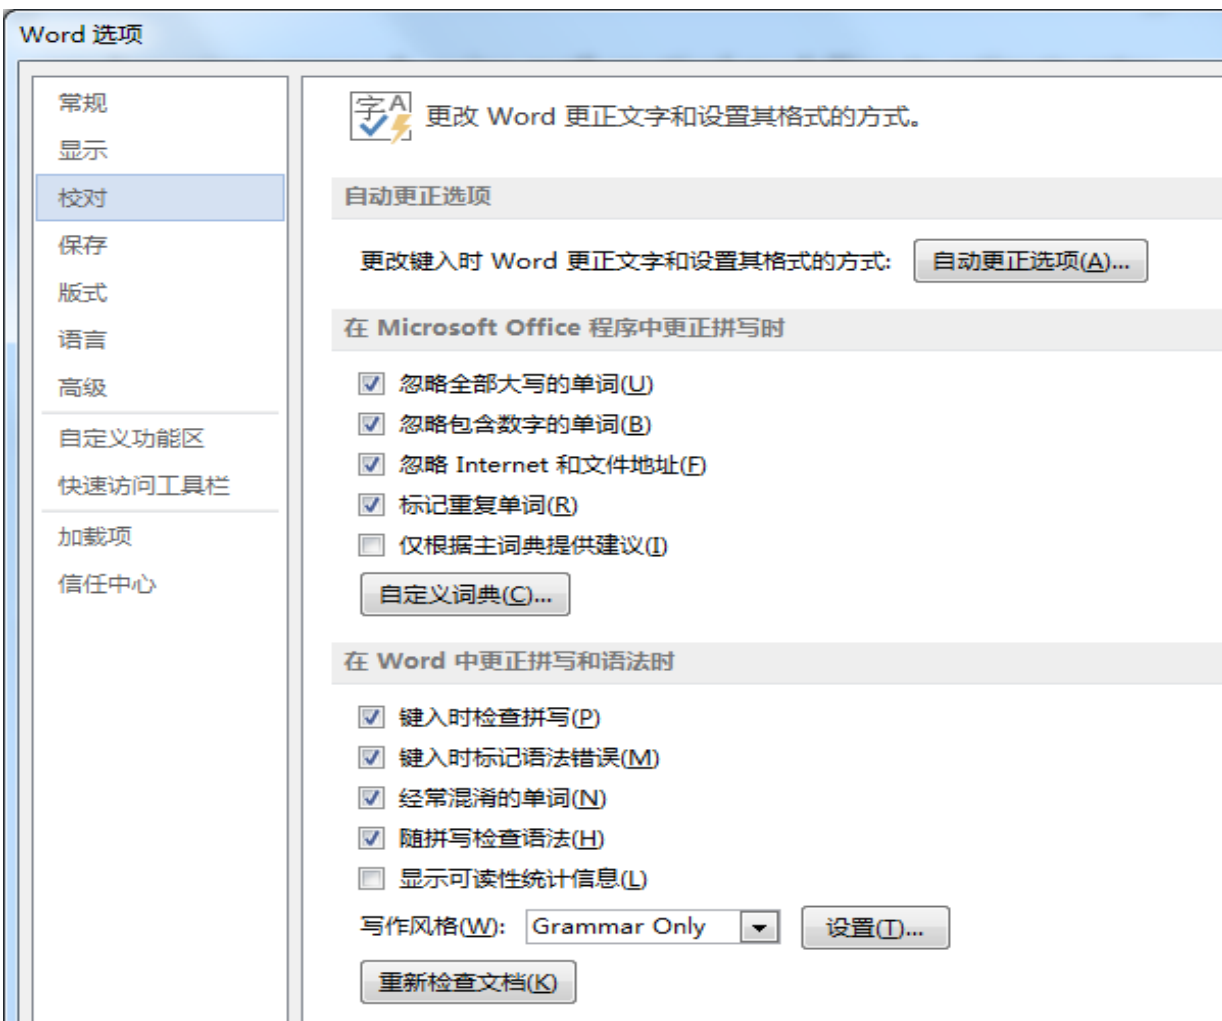 Word 选项
常规
显示
校对
保存
版式
语言
高级
自定义功能区
快速访问工具栏
加载项
信任中心
字A
更改 Word 更正文字和设置其格式的方式。
自动更正选项
更改键入时 Word 更正文字和设置其格式的方式: 自动更正选项(A)...
在 Microsoft Office 程序中更正拼写时
忽略全部大写的单词(U)
忽略包含数字的单词(B)
忽略 Internet 和文件地址(F)
标记重复单词(R)
仅根据主词典提供建议(I)
自定义词典(C)...
在 Word 中更正拼写和语法时
键入时检查拼写(P)
键入时标记语法错误(M)
经常混淆的单词(N)
随拼写检查语法(H)
显示可读性统计信息(L)
写作风格(W): Grammar Only 设置(T)...
重新检查文档(K)